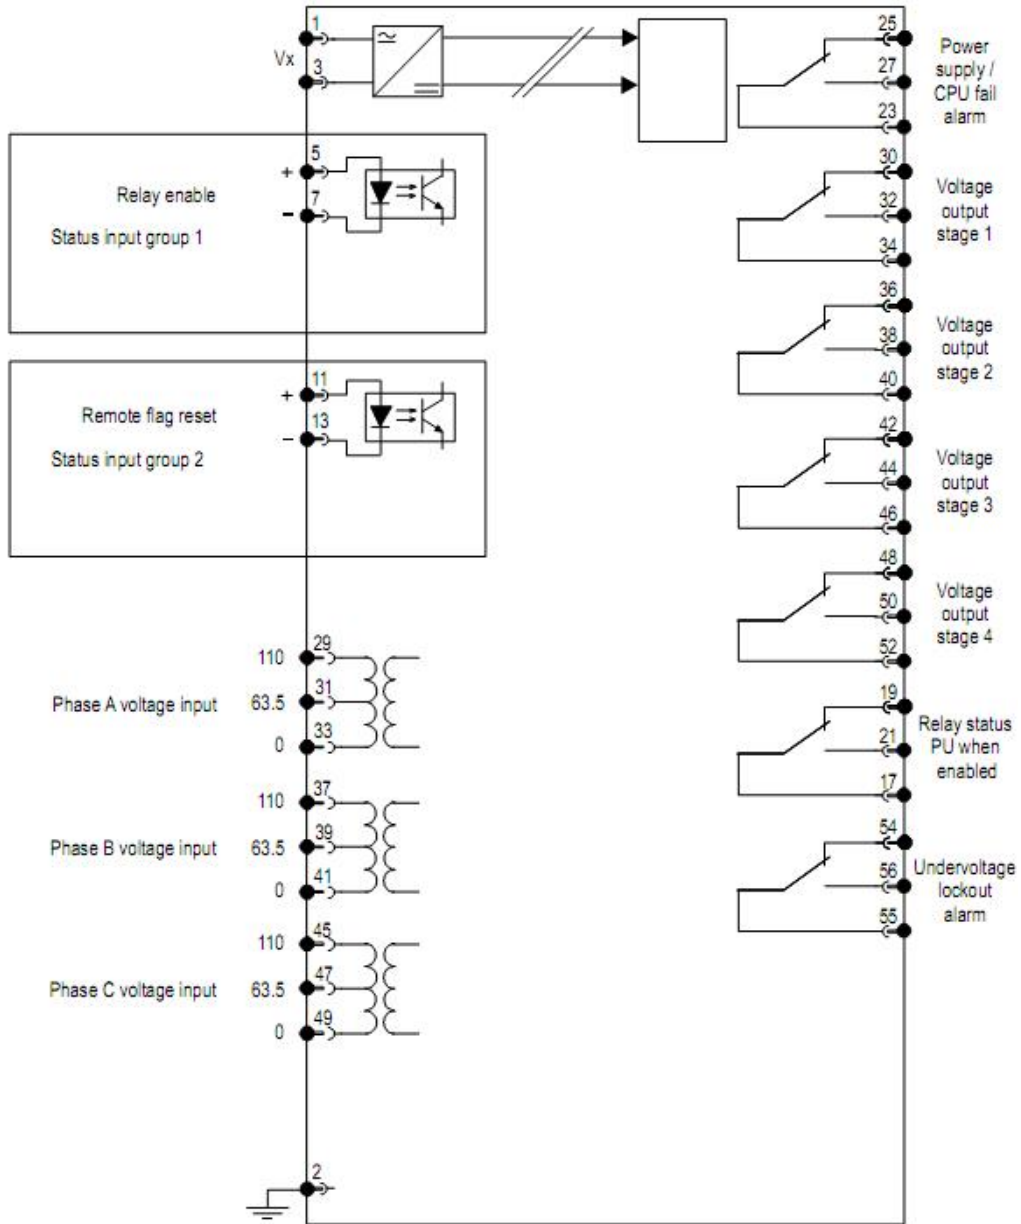 Vx
1
3
Relay enable
Status input group 1
+
5
−
7
Remote flag reset
Status input group 2
+
11
−
13
Phase A voltage input
110
29
63.5
31
0
33
Phase B voltage input
110
37
63.5
39
0
41
Phase C voltage input
110
45
63.5
47
0
49
2
25
27
23
Power
supply /
CPU fail
alarm
30
32
34
Voltage
output
stage 1
36
38
40
Voltage
output
stage 2
42
44
46
Voltage
output
stage 3
48
50
52
Voltage
output
stage 4
19
21
17
Relay status
PU when
enabled
54
56
55
Undervoltage
lockout
alarm